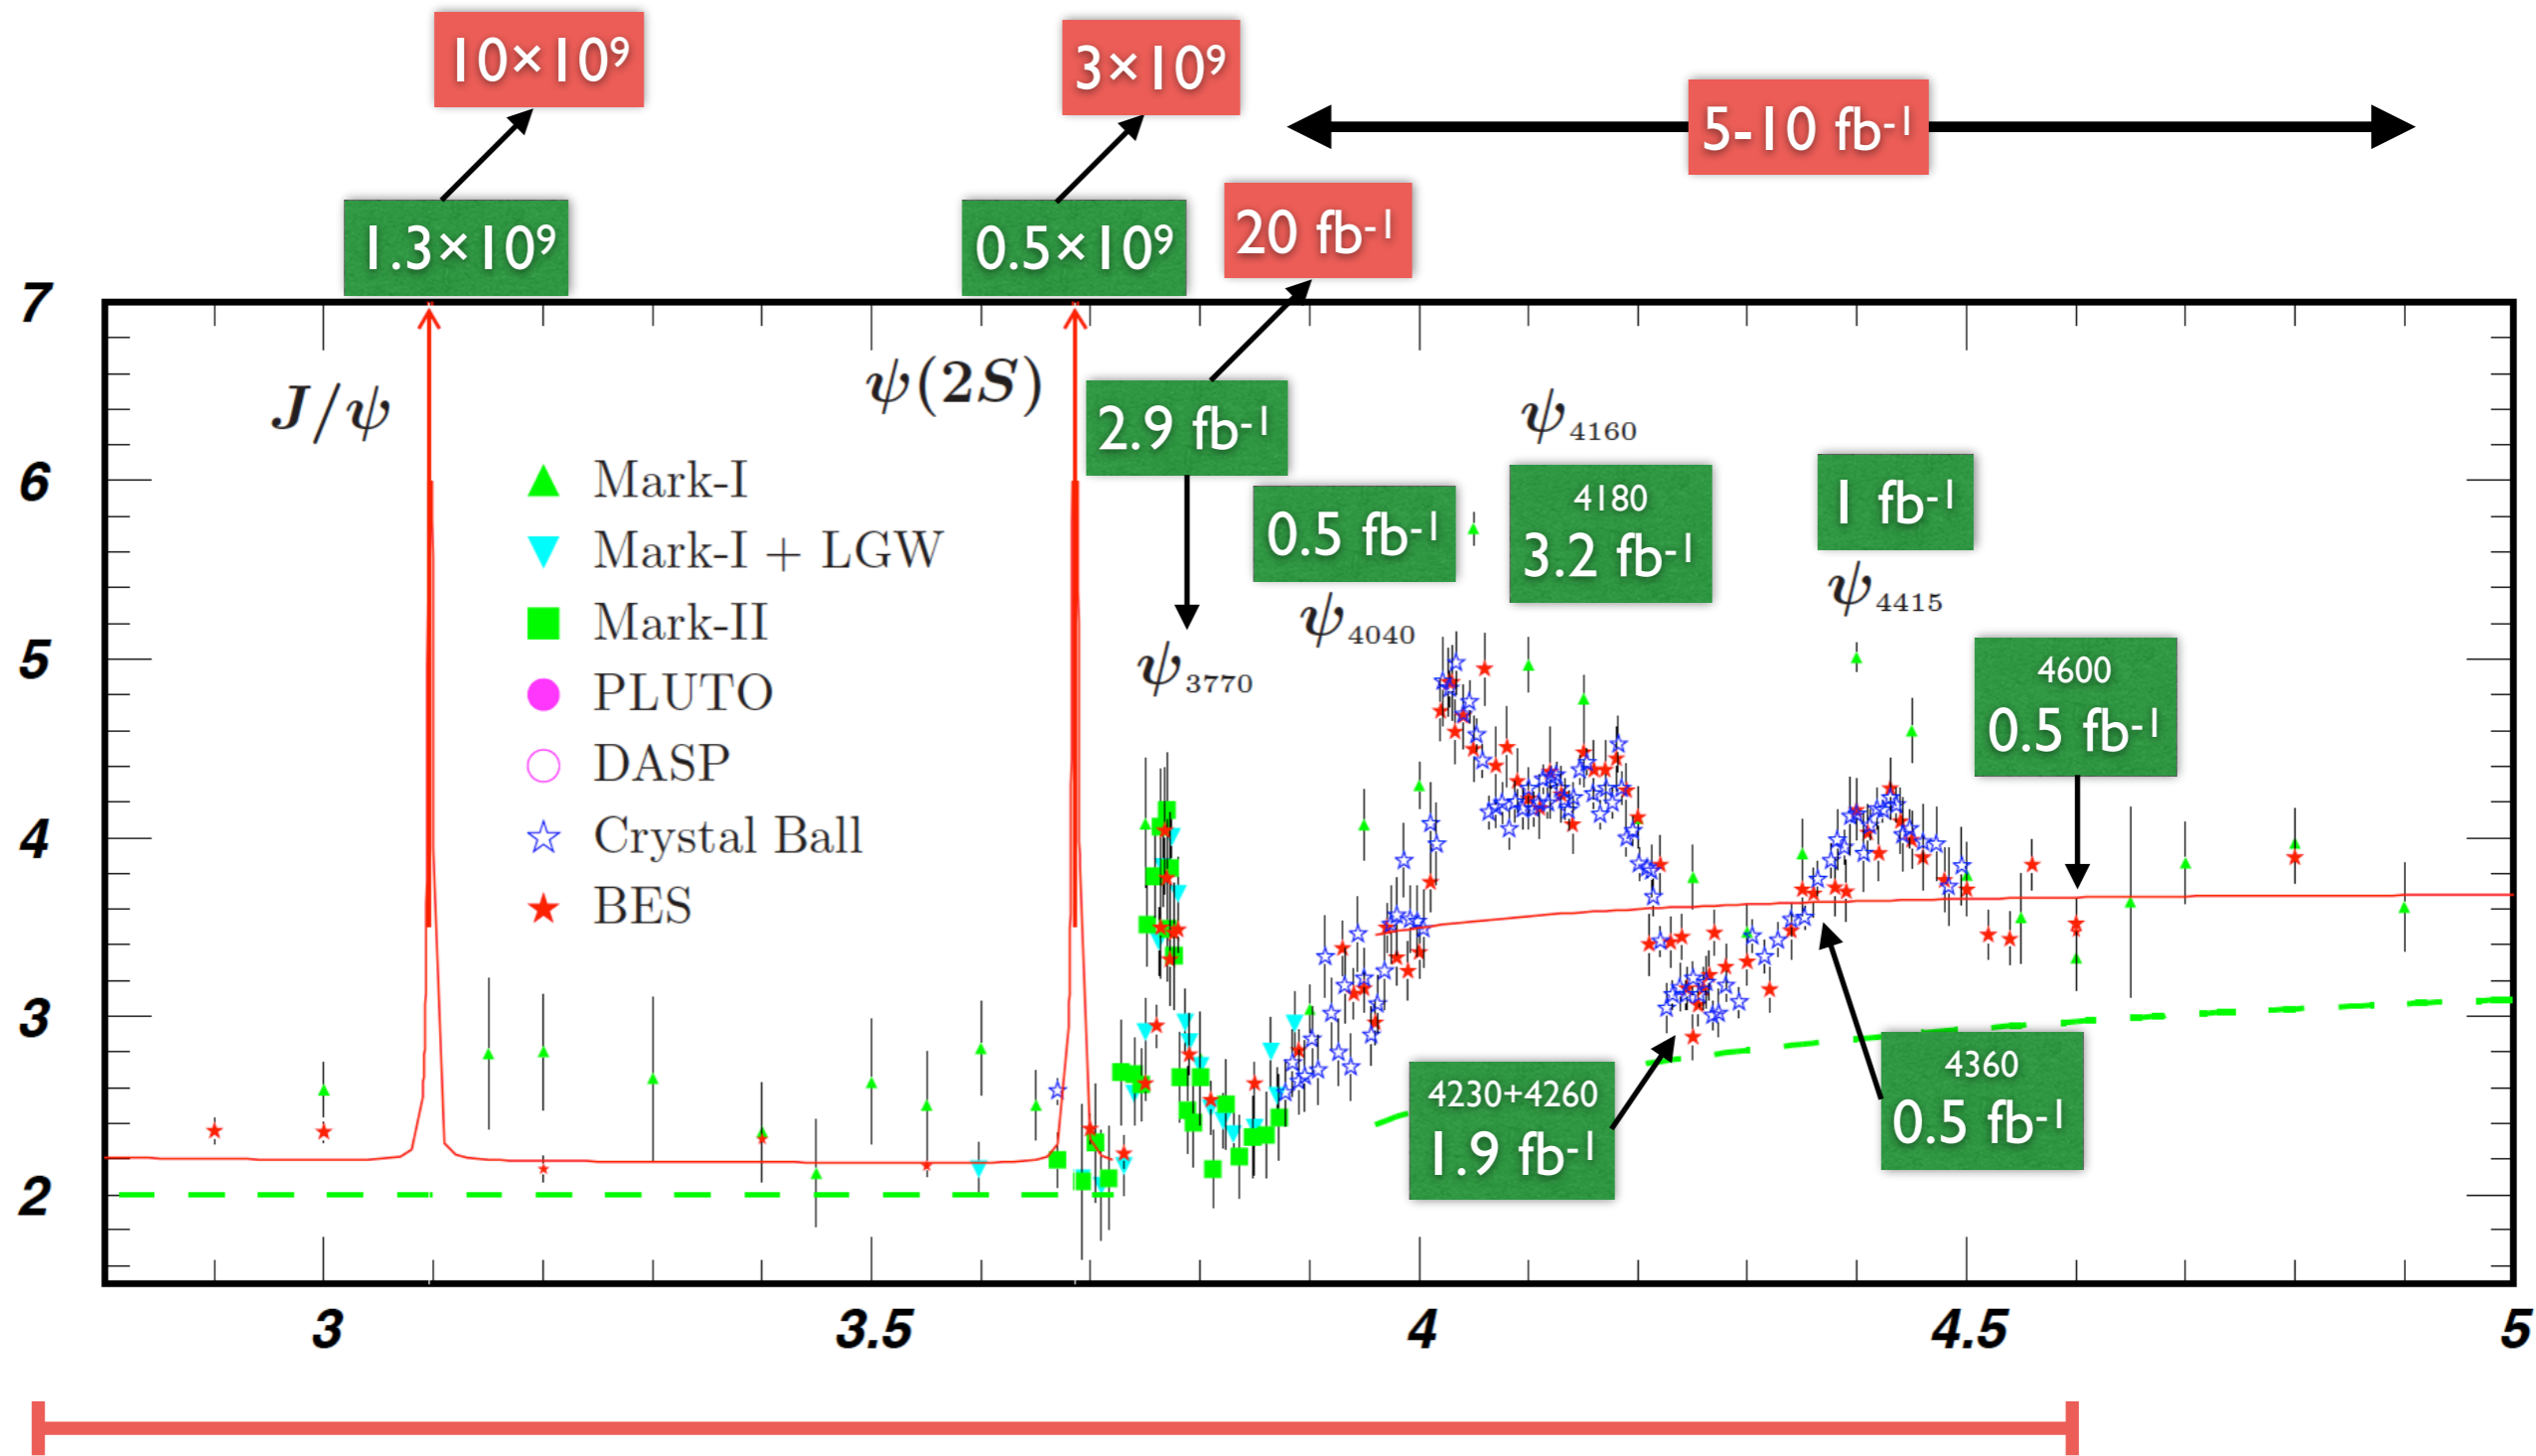 10×10⁹
3×10⁹
5-10 fb⁻¹
1.3×10⁹
0.5×10⁹
20 fb⁻¹
7
6
5
4
3
2
J/ψ
ψ(2S)
2.9 fb⁻¹
ψ₃₇₇₀
0.5 fb⁻¹
ψ₄₀₄₀
ψ₄₁₆₀
4180
3.2 fb⁻¹
1 fb⁻¹
ψ₄₄₁₅
4600
0.5 fb⁻¹
Mark-I
Mark-I + LGW
Mark-II
PLUTO
DASP
Crystal Ball
BES
4230+4260
1.9 fb⁻¹
4360
0.5 fb⁻¹
3
3.5
4
4.5
5